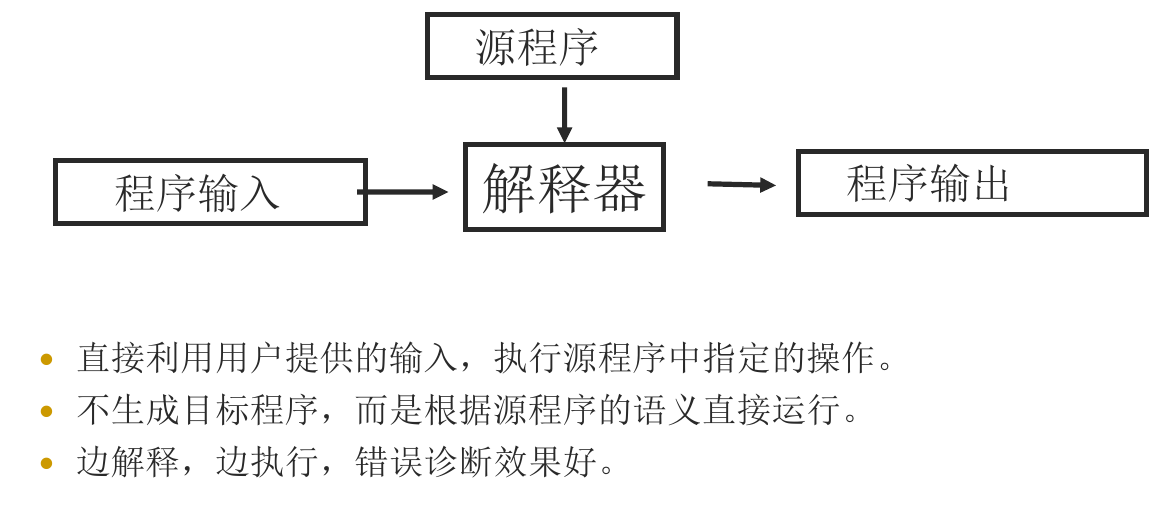 源程序
程序输入
解释器
程序输出
直接利用用户提供的输入，执行源程序中指定的操作。
不生成目标程序，而是根据源程序的语义直接运行。
边解释，边执行，错误诊断效果好。